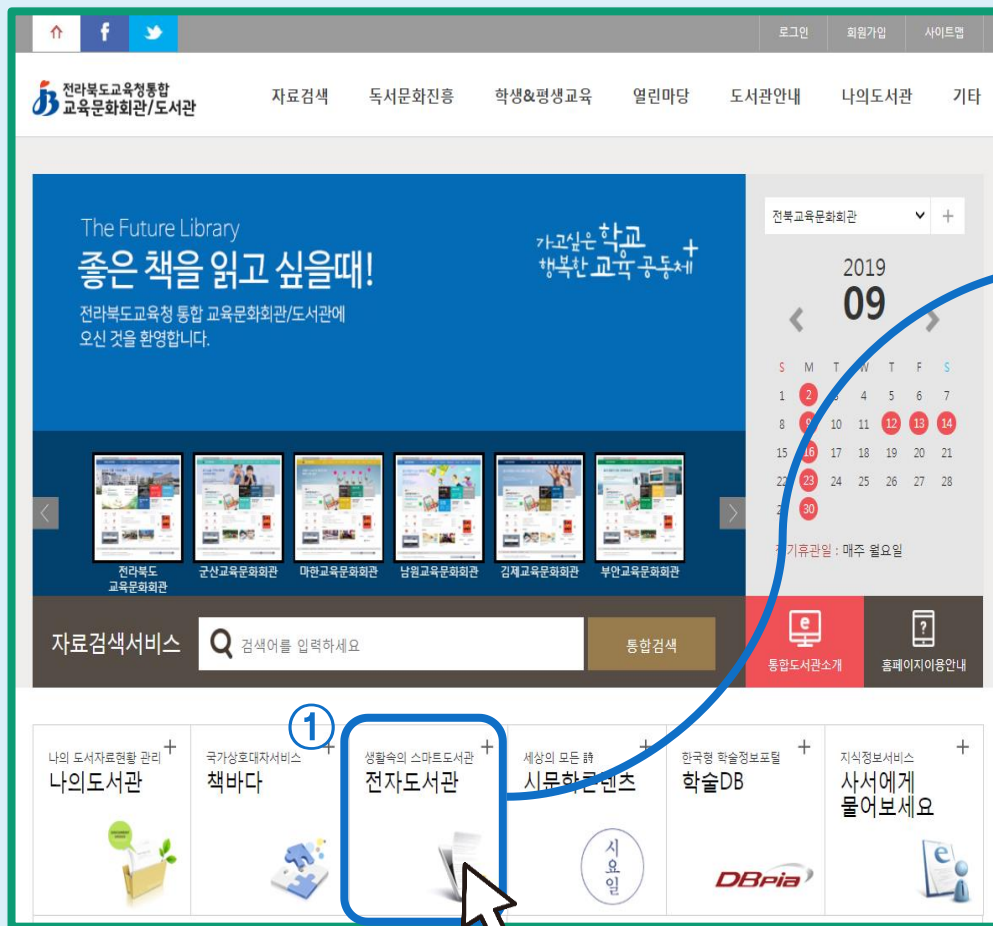 로그인 회원가입 사이트맵
전라북도교육청통합
교육문화회관/도서관
자료검색 독서문화진흥 학생&평생교육 열린마당 도서관안내 나의도서관 기타
The Future Library
좋은 책을 읽고 싶을때!
전라북도교육청 통합 교육문화회관/도서관에
오신 것을 환영합니다.
가고싶은 학교
행복한 교육 공동체
전라북도
교육문화회관
군산교육문화회관
마한교육문화회관
남원교육문화회관
김제교육문화회관
부안교육문화회관
전북교육문화회관
2019
09
S M T W T F S
1 2 3 4 5 6 7
8 9 10 11 12 13 14
15 16 17 18 19 20 21
22 23 24 25 26 27 28
30
: 매주 월요일
자료검색서비스
검색어를 입력하세요
통합검색
통합도서관소개
홈페이지이용안내
①
나의 도서자료현황 관리
나의도서관
국가상호대차서비스
책바다
생활속의 스마트도서관
전자도서관
세상의 모든 詩
시문학콘텐츠
시요일
한국형 학술정보포털
학술DB
DBpia
지식정보서비스
사서에게
물어보세요